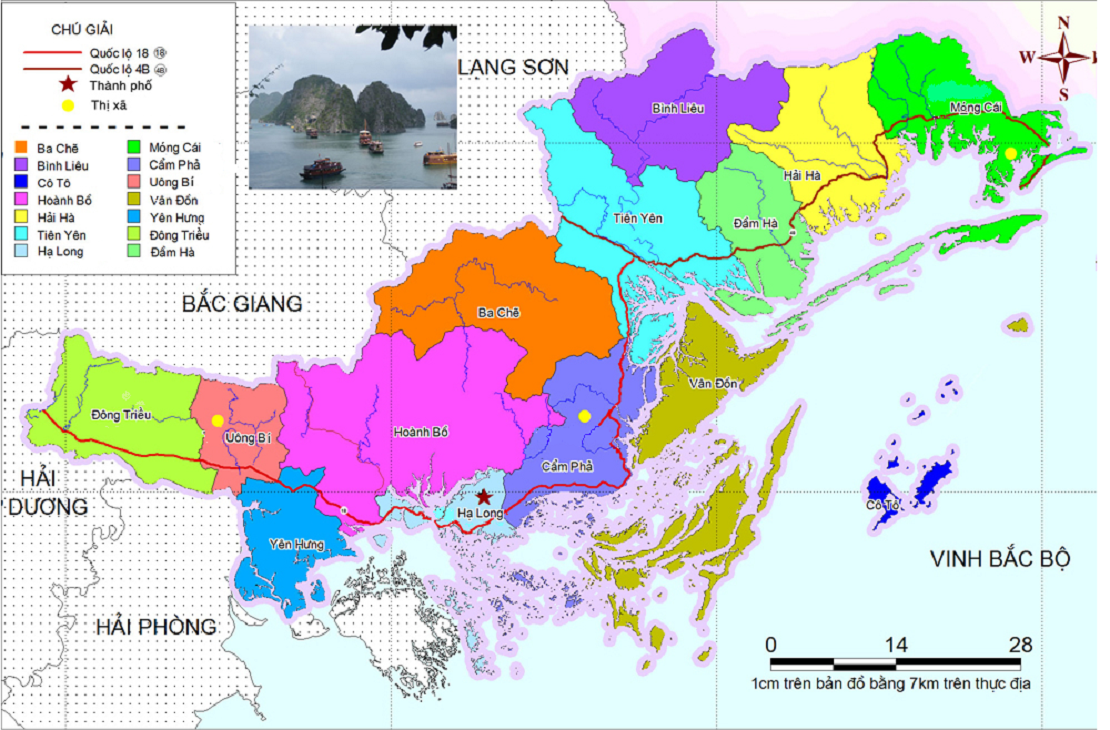 CHÚ GIẢI
Quốc lộ 18 18
Quốc lộ 4B 4B
Thành phố
Thị xã
Ba Chẽ
Bình Liêu
Cô Tô
Hoành Bồ
Hải Hà
Tiên Yên
Hạ Long
Móng Cái
Cẩm Phả
Uông Bí
Vân Đồn
Yên Hưng
Đông Triều
Đầm Hà
LẠNG SƠN
N
W
S
Bình Liêu
Móng Cái
Hải Hà
Tiên Yên
Đầm Hà
BẮC GIANG
Ba Chẽ
Vân Đồn
Đông Triều
Uông Bí
Hoành Bồ
Cẩm Phả
HẢI
DƯƠNG
Hạ Long
Cô Tô
18
Yên Hưng
VINH BẮC BỘ
HẢI PHÒNG
0 14 28
1cm trên bản đồ bằng 7km trên thực địa